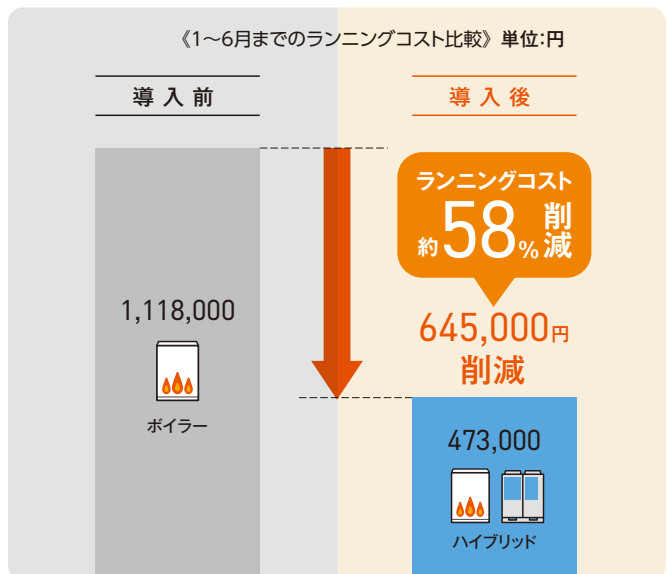 《1〜6月までのランニングコスト比較》 単位:円
導入前
導入後
ランニングコスト
約58%削減
1,118,000
ボイラー
645,000円
削減
473,000
ハイブリッド